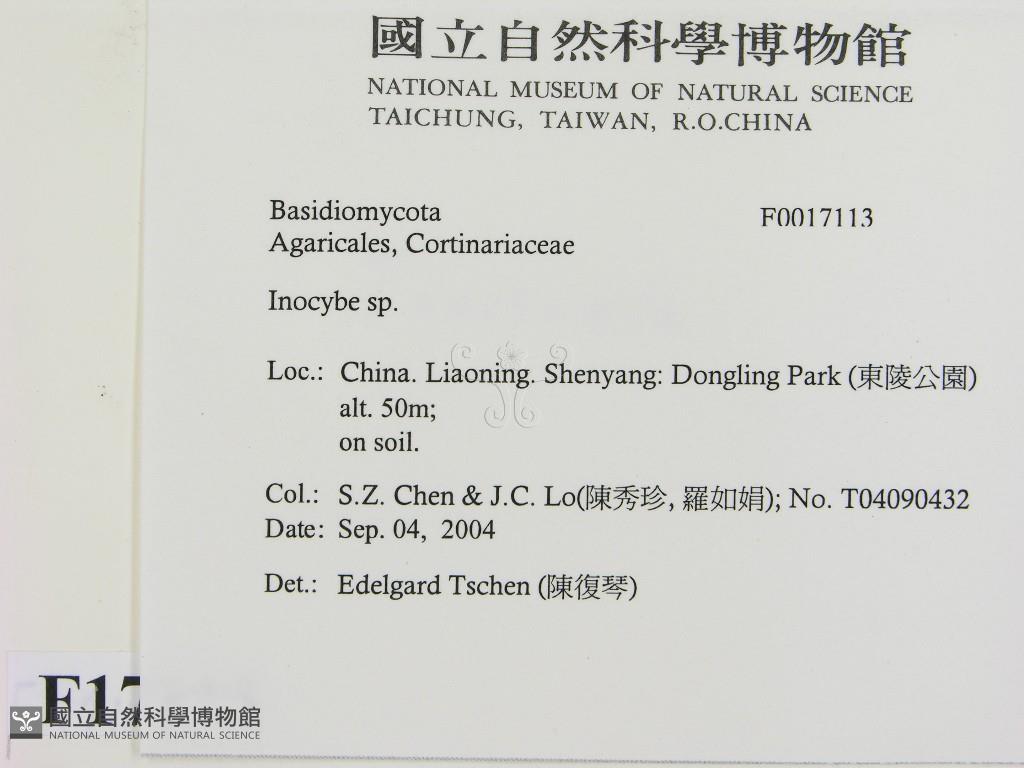 國立自然科學博物館
NATIONAL MUSEUM OF NATURAL SCIENCE
TAICHUNG, TAIWAN, R.O.CHINA
Basidiomycota F0017113
Agaricales, Cortinariaceae
Inocybe sp.
Loc.: China. Liaoning. Shenyang: Dongling Park (東陵公園)
alt. 50m;
on soil.
Col.: S.Z. Chen & J.C. Lo(陳秀珍, 羅如娟); No. T04090432
Date: Sep. 04, 2004
Det.: Edelgard Tschen (陳復琴)
F17
國立自然科學博物館
NATIONAL MUSEUM OF NATURAL SCIENCE